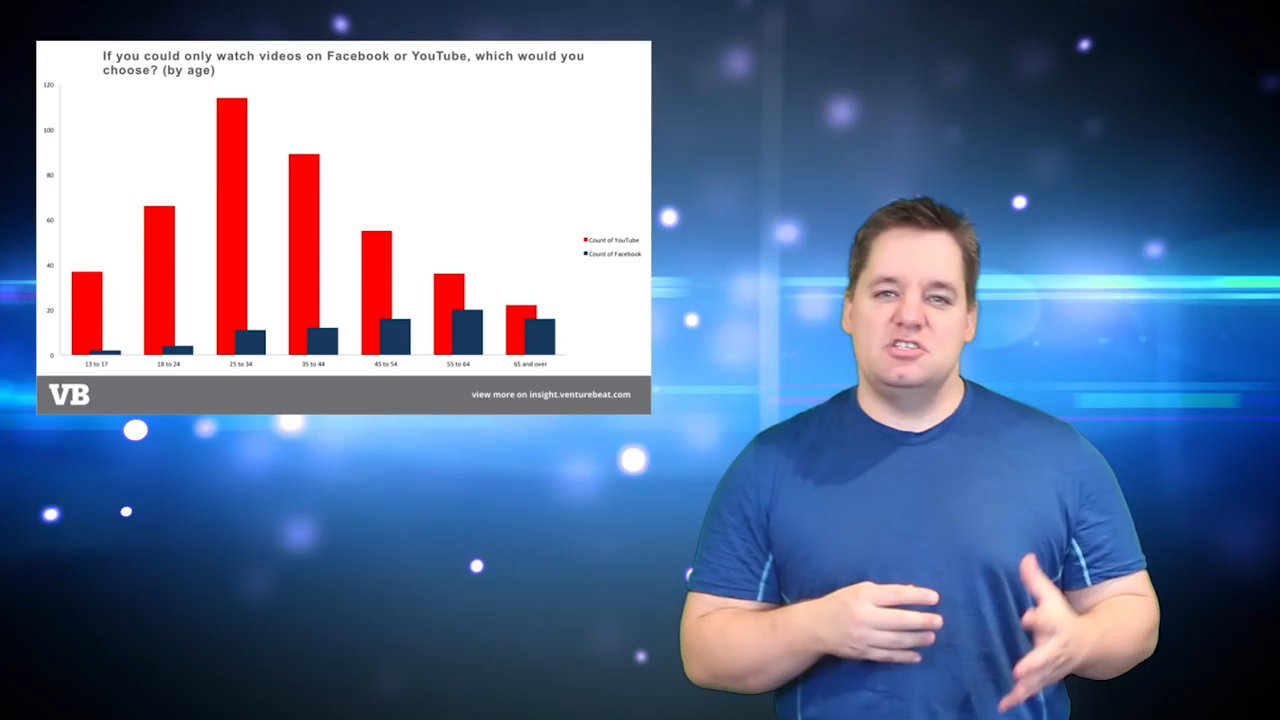 If you could only watch videos on Facebook or YouTube, which would you
choose? (by age)
120
100
80
60
40
20
0
Count of YouTube
Count of Facebook
13 to 17
18 to 24
25 to 34
35 to 44
45 to 54
55 to 64
65 and over
VB
view more on insight.venturebeat.com